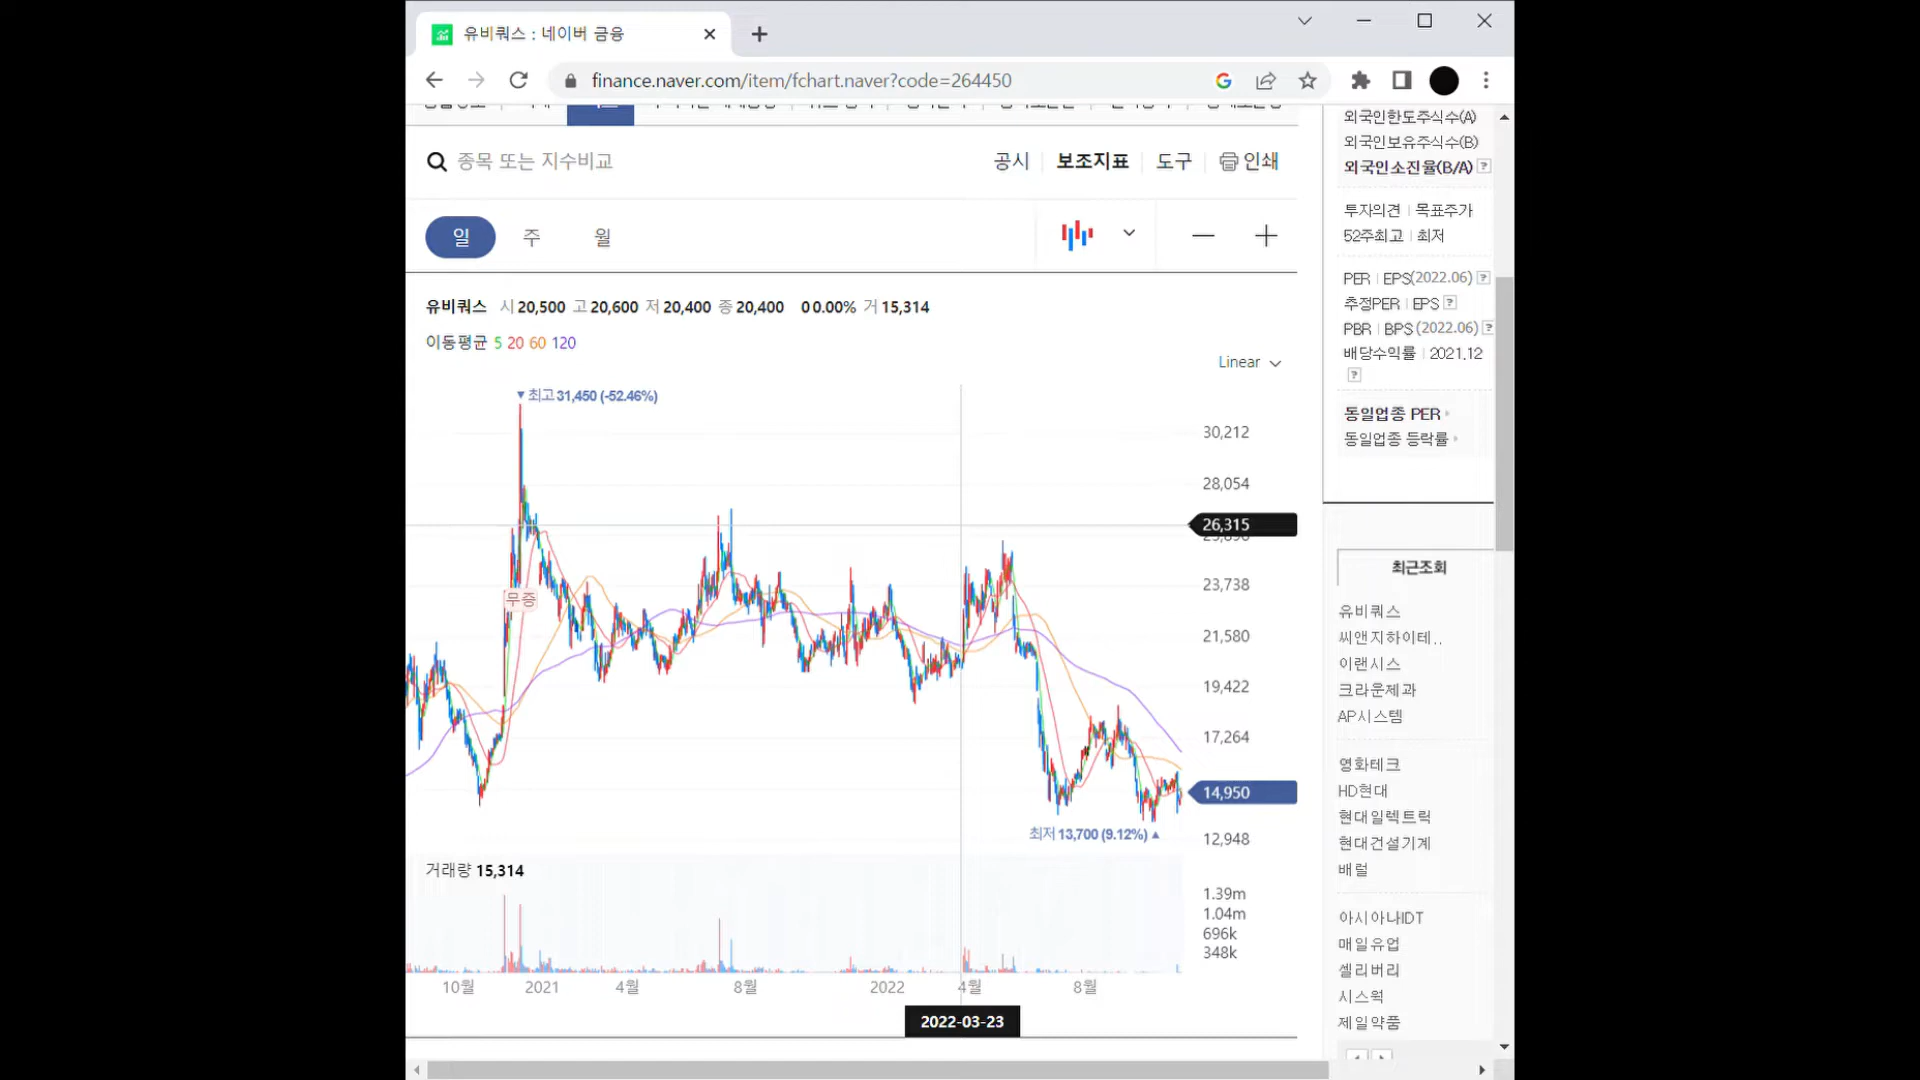 유비쿼스 : 네이버 금융
finance.naver.com/item/fchart.naver?code=264450
종목 또는 지수비교
공시
보조지표
도구
인쇄
일
주
월
유비쿼스 시 20,500 고 20,600 저 20,400 종 20,400 0 0.00% 거 15,314
이동평균 5 20 60 120
Linear
▼최고 31,450 (-52.46%)
무증
30,212
28,054
26,315
23,738
21,580
19,422
17,264
14,950
12,948
최저 13,700 (9.12%) ▲
거래량 15,314
1.39m
1.04m
696k
348k
10월
2021
4월
8월
2022
4월
8월
2022-03-23
외국인한도주식수(A)
외국인보유주식수(B)
외국인소진율(B/A) ?
투자의견 | 목표주가
52주최고 | 최저
PER | EPS(2022.06) ?
추정PER | EPS ?
PBR | BPS (2022.06) ?
배당수익률 | 2021.12
?
동일업종 PER
동일업종 등락률
최근조회
유비쿼스
씨앤지하이테..
이랜시스
크라운제과
AP시스템
영화테크
HD현대
현대일렉트릭
현대건설기계
배럴
아시아나IDT
매일유업
셀리버리
시스웍
제일약품